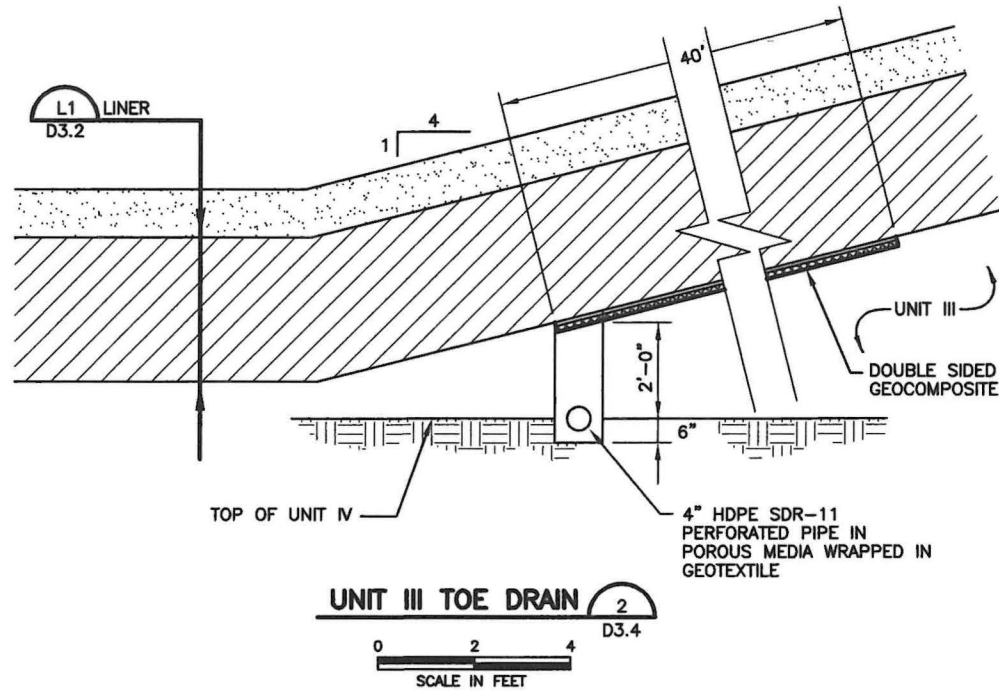 40'
L1 LINER
D3.2
4
1
UNIT III
DOUBLE SIDED
GEOCOMPOSITE
2'-0"
6"
TOP OF UNIT IV
4" HDPE SDR-11
PERFORATED PIPE IN
POROUS MEDIA WRAPPED IN
GEOTEXTILE
UNIT III TOE DRAIN 2
D3.4
0 2 4
SCALE IN FEET